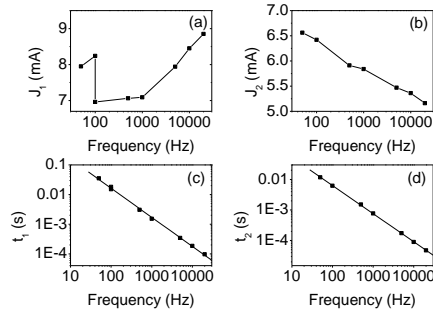 (a)
J1 (mA)
9
8
7
100 1000 10000
Frequency (Hz)
(b)
J2 (mA)
7.0
6.5
6.0
5.5
5.0
100 1000 10000
Frequency (Hz)
(c)
t1 (s)
0.1
0.01
1E-3
1E-4
10 100 1000 10000
Frequency (Hz)
(d)
t2 (s)
0.01
1E-3
1E-4
10 100 1000 10000
Frequency (Hz)